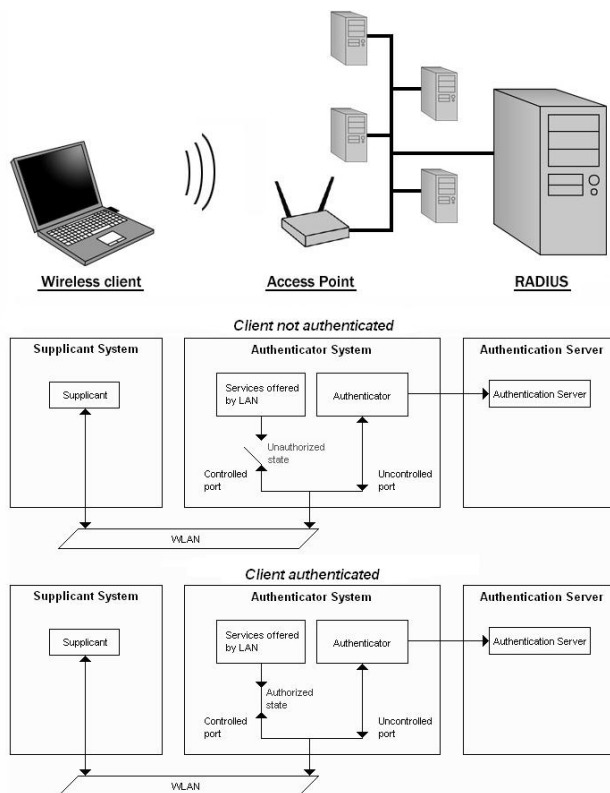 Wireless client
Access Point
RADIUS
Client not authenticated
Supplicant System
Authenticator System
Authentication Server
Supplicant
Services offered
by LAN
Authenticator
Authentication Server
Unauthorized
state
Controlled
port
Uncontrolled
port
WLAN
Client authenticated
Supplicant System
Authenticator System
Authentication Server
Supplicant
Services offered
by LAN
Authenticator
Authentication Server
Authorized
state
Controlled
port
Uncontrolled
port
WLAN